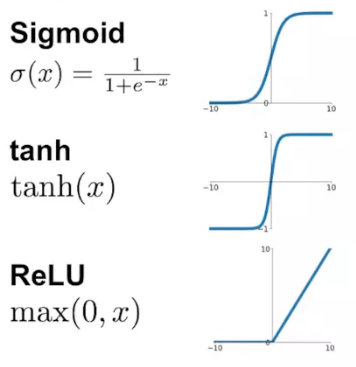 Sigmoid
σ(x) = 1/(1+e^{-x})
1
-10
0
10
tanh
tanh(x)
1
-10
10
-1
ReLU
max(0, x)
10
-10
0
10